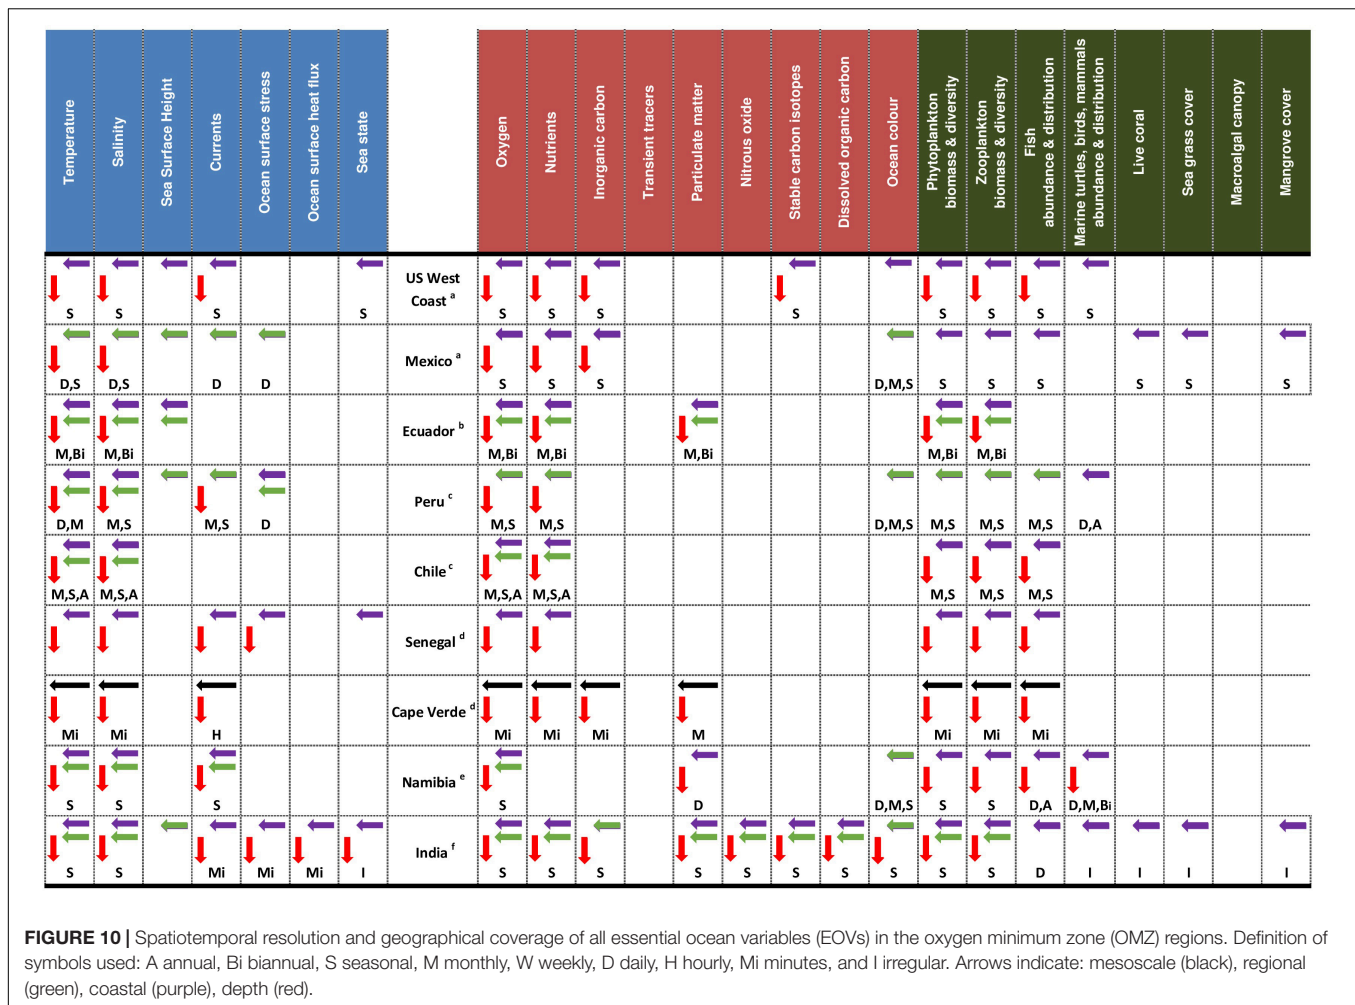 Temperature
Salinity
Sea Surface Height
Currents
Ocean surface stress
Ocean surface heat flux
Sea state
Oxygen
Nutrients
Inorganic carbon
Transient tracers
Particulate matter
Nitrous oxide
Stable carbon isotopes
Dissolved organic carbon
Ocean colour
Phytoplankton
biomass & diversity
Zooplankton
biomass & diversity
Fish
abundance & distribution
Marine turtles, birds, mammals
abundance & distribution
Live coral
Sea grass cover
Macroalgal canopy
Mangrove cover
US West
Coast a
S S S S S S S S S S S S
Mexico a
D,S D,S D D S S S D,M,S S S S S S S
Ecuador b
M,Bi M,Bi M,Bi M,Bi M,Bi M,Bi M,Bi
Peru c
D,M M,S M,S D M,S M,S D,M,S M,S M,S M,S D,A
Chile c
M,S,A M,S,A M,S,A M,S,A M,S M,S M,S
Senegal d
Cape Verde d
Mi Mi H Mi Mi Mi M Mi Mi Mi
Namibia e
S S S S D D,M,S S S D,A D,M,Bi
India f
S S Mi Mi Mi I S S S S S S S S S S D I I I I
FIGURE 10 | Spatiotemporal resolution and geographical coverage of all essential ocean variables (EOVs) in the oxygen minimum zone (OMZ) regions. Definition of
symbols used: A annual, Bi biannual, S seasonal, M monthly, W weekly, D daily, H hourly, Mi minutes, and I irregular. Arrows indicate: mesoscale (black), regional
(green), coastal (purple), depth (red).